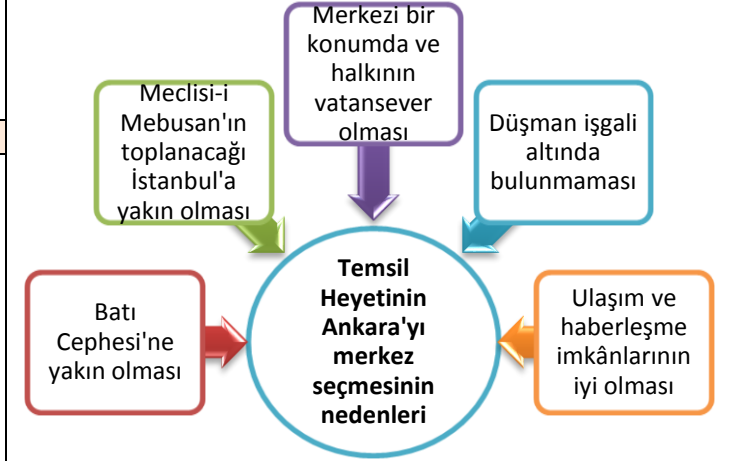 Merkezi bir
konumda ve
halkının
vatansever
olması
Meclisi-i
Mebusan'ın
toplanacağı
İstanbul'a
yakın olması
Düşman işgali
altında
bulunmaması
Batı
Cephesi'ne
yakın olması
Temsil
Heyetinin
Ankara'yı
merkez
seçmesinin
nedenleri
Ulaşım ve
haberleşme
imkânlarının
iyi olması